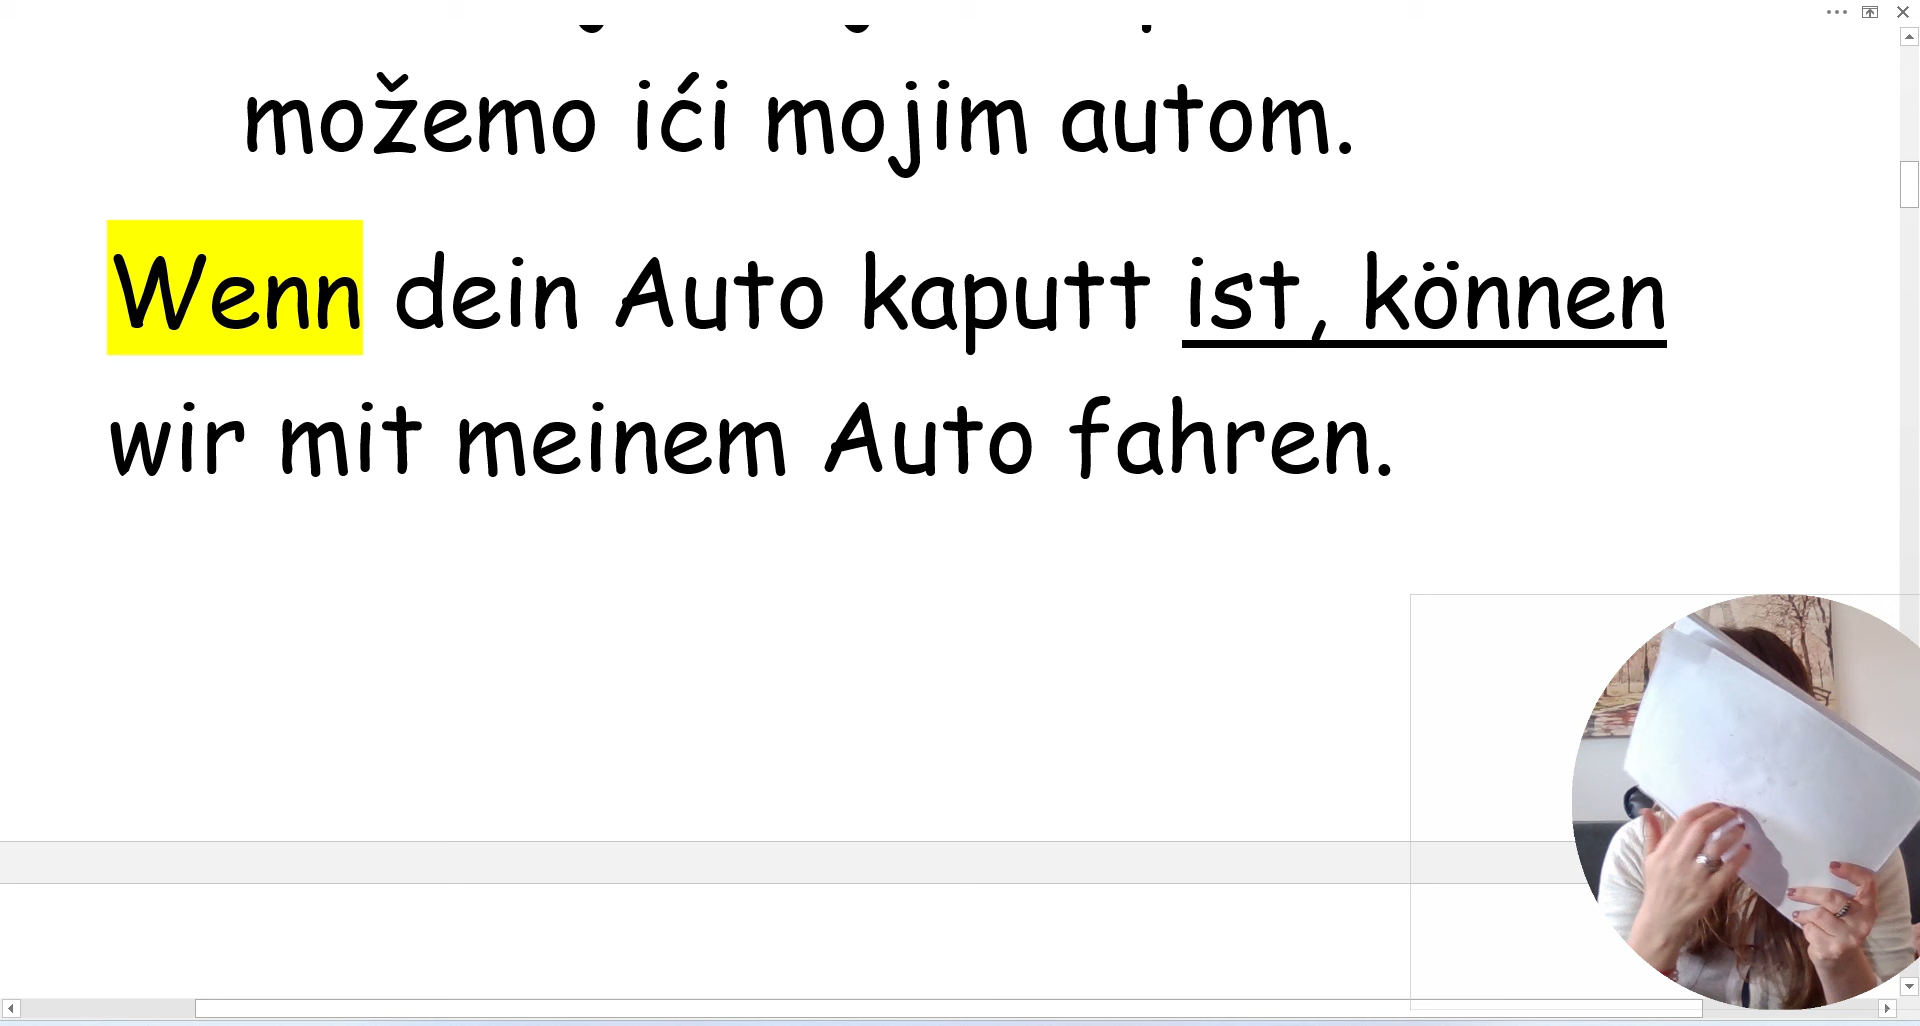 možemo ići mojim autom.
Wenn dein Auto kaputt ist, können
wir mit meinem Auto fahren.